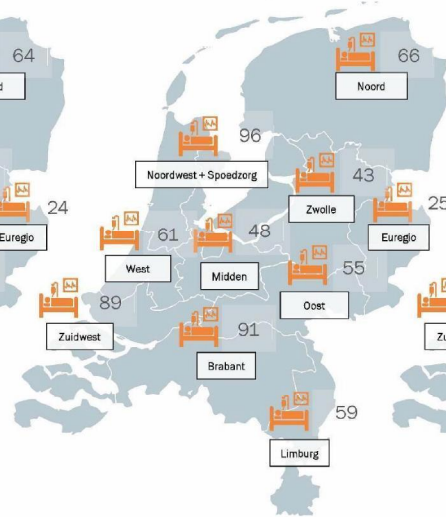 64
d
66
Noord
96
Noordwest + Spoedzorg
43
Zwolle
24
Euregio
25
Euregio
61
West
48
Midden
55
Oost
89
Zuidwest
91
Brabant
Zu
59
Limburg